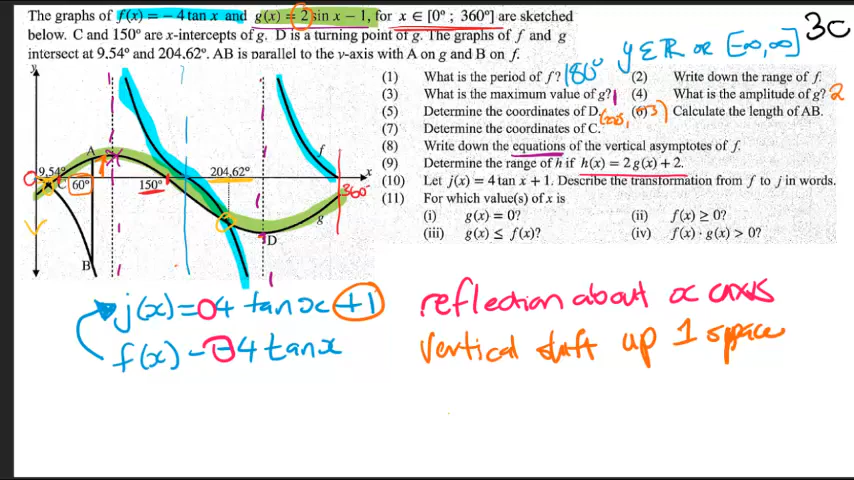 The graphs of f(x) = − 4 tan x and g(x) = 2 sin x − 1, for x ∈ [0° ; 360°] are sketched
below. C and 150° are x-intercepts of g. D is a turning point of g. The graphs of f and g
intersect at 9.54° and 204,62°. AB is parallel to the y-axis with A on g and B on f.
3C
y ∈ ℝ or [-∞,∞]
(1) What is the period of f? 180° (2) Write down the range of f.
(3) What is the maximum value of g? 1 (4) What is the amplitude of g? 2
(5) Determine the coordinates of D. (6) Calculate the length of AB.
(7) Determine the coordinates of C.
(8) Write down the equations of the vertical asymptotes of f.
(9) Determine the range of h if h(x) = 2g(x) + 2.
(10) Let j(x) = 4 tan x + 1. Describe the transformation from f to j in words.
(11) For which value(s) of x is
(i) g(x) = 0? (ii) f(x) ≥ 0?
(iii) g(x) ≤ f(x)? (iv) f(x) · g(x) > 0?
y
A
f
9,54°
204,62°
x
C
60°
150°
360°
g
D
B
j(x) = 4 tan x +1
reflection about x axis
f(x) = -4 tan x
vertical shift up 1 space